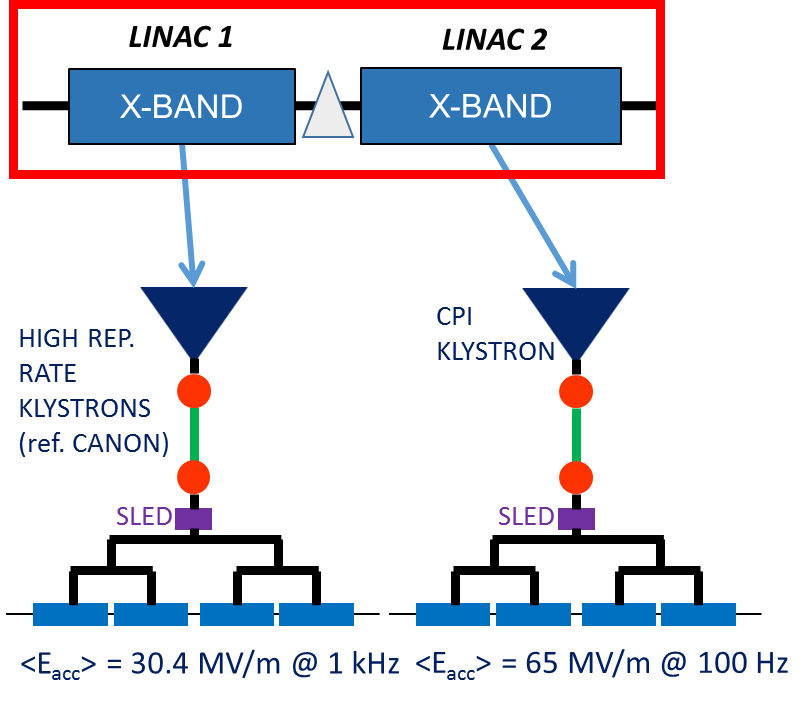 LINAC 1
LINAC 2
X-BAND
X-BAND
HIGH REP.
RATE
KLYSTRONS
(ref. CANON)
CPI
KLYSTRON
SLED
SLED
<Eacc> = 30.4 MV/m @ 1 kHz
<Eacc> = 65 MV/m @ 100 Hz